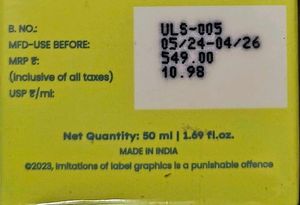 B. NO.: ULS-005
MFD-USE BEFORE: 05/24-04/26
MRP ₹: 549.00
(Inclusive of all taxes)
USP ₹/ml: 10.98
Net Quantity: 50 ml | 1.69 fl.oz.
MADE IN INDIA
©2023, imitations of label graphics is a punishable offence